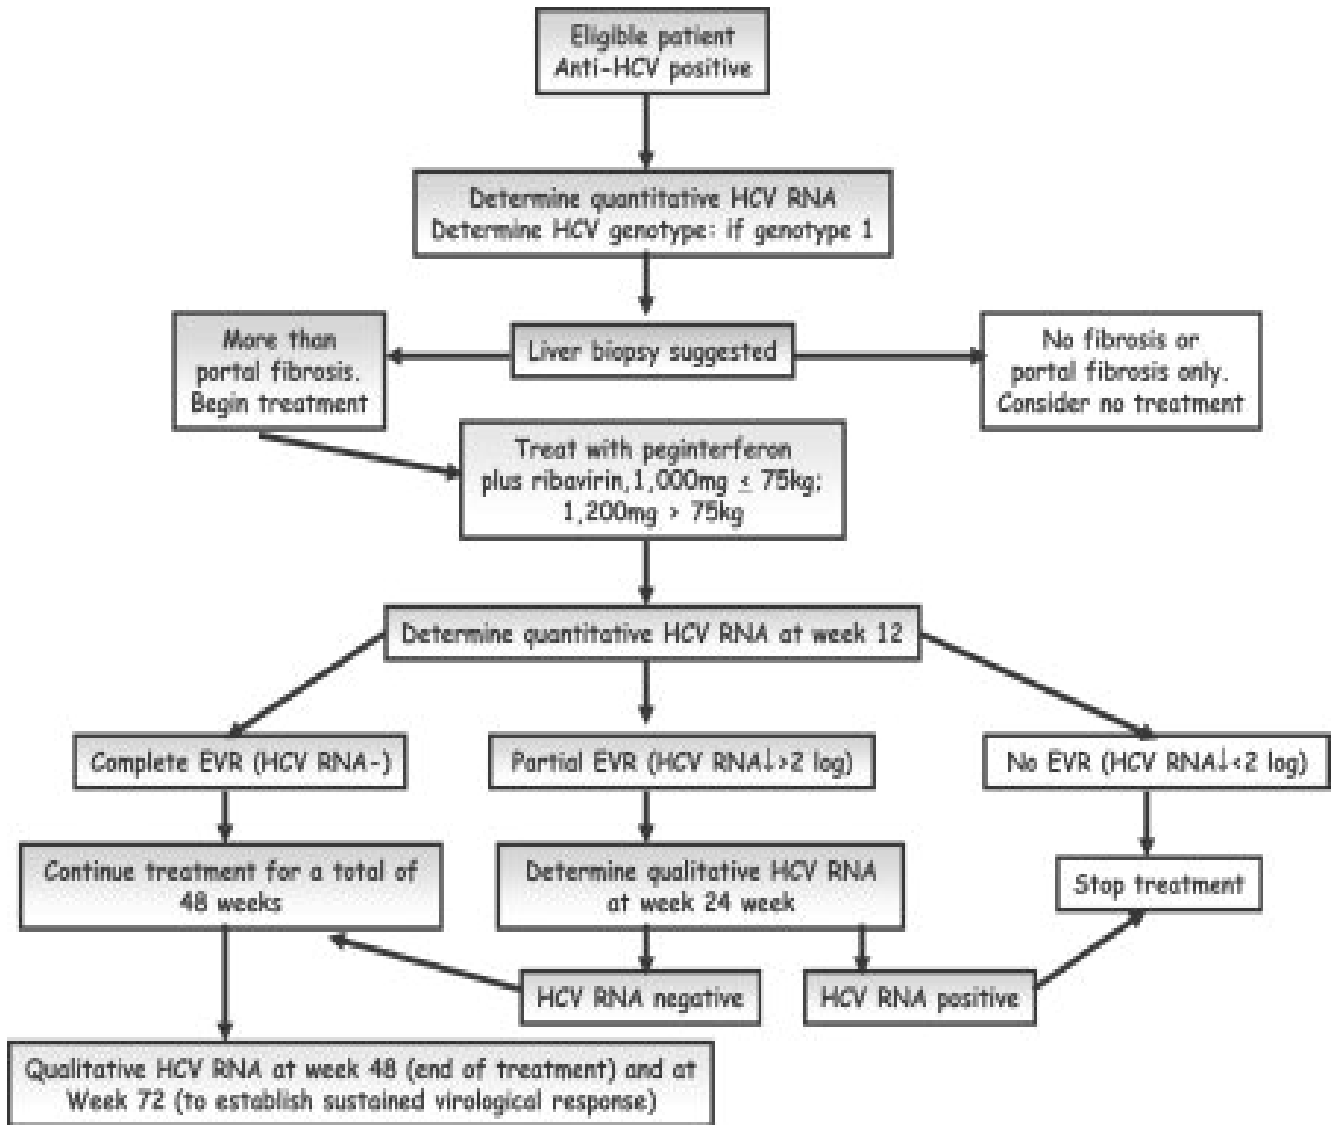 Eligible patient
Anti-HCV positive
Determine quantitative HCV RNA
Determine HCV genotype: if genotype 1
More than
portal fibrosis.
Begin treatment
Liver biopsy suggested
No fibrosis or
portal fibrosis only.
Consider no treatment
Treat with peginterferon
plus ribavirin,1,000mg ≤ 75kg;
1,200mg > 75kg
Determine quantitative HCV RNA at week 12
Complete EVR (HCV RNA-)
Partial EVR (HCV RNA↓>2 log)
No EVR (HCV RNA↓<2 log)
Continue treatment for a total of
48 weeks
Determine qualitative HCV RNA
at week 24 week
Stop treatment
HCV RNA negative
HCV RNA positive
Qualitative HCV RNA at week 48 (end of treatment) and at
Week 72 (to establish sustained virological response)